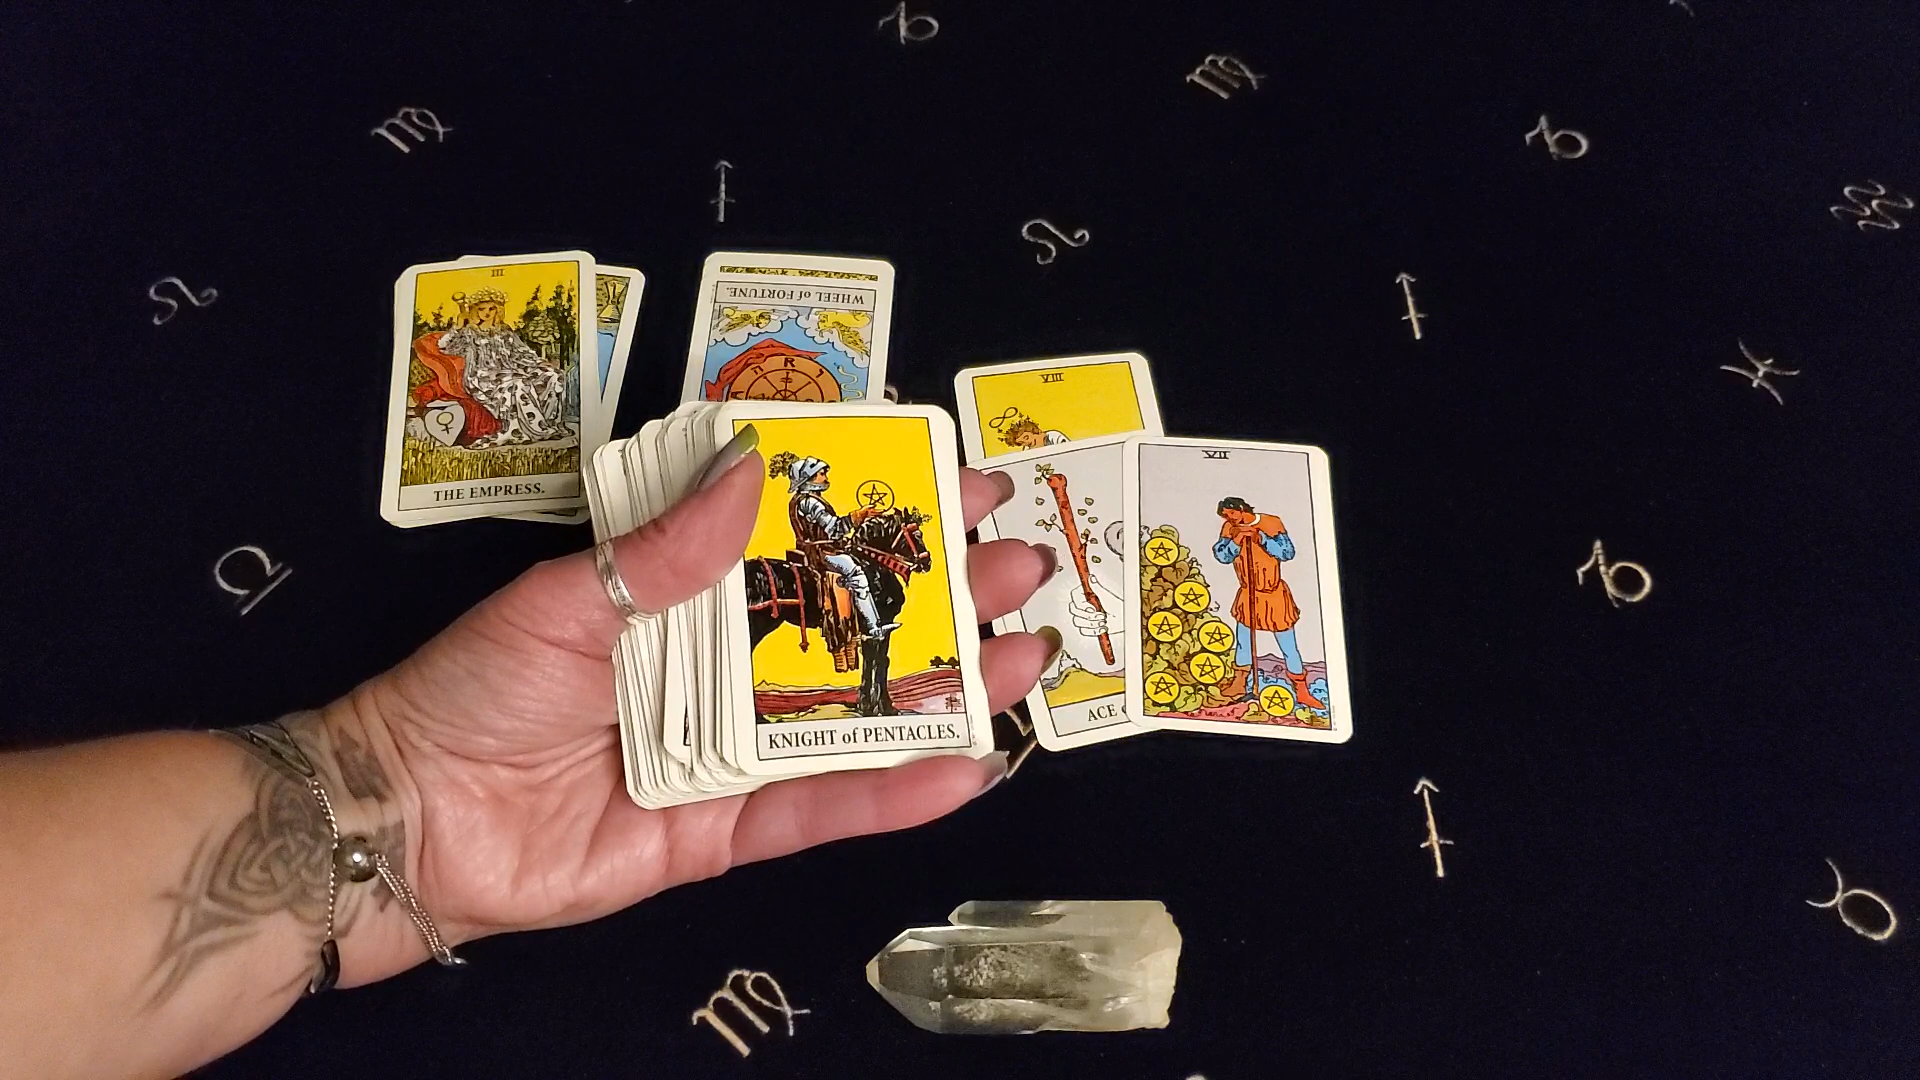 III
THE EMPRESS.
WHEEL of FORTUNE.
VIII
ACE
VII
KNIGHT of PENTACLES.